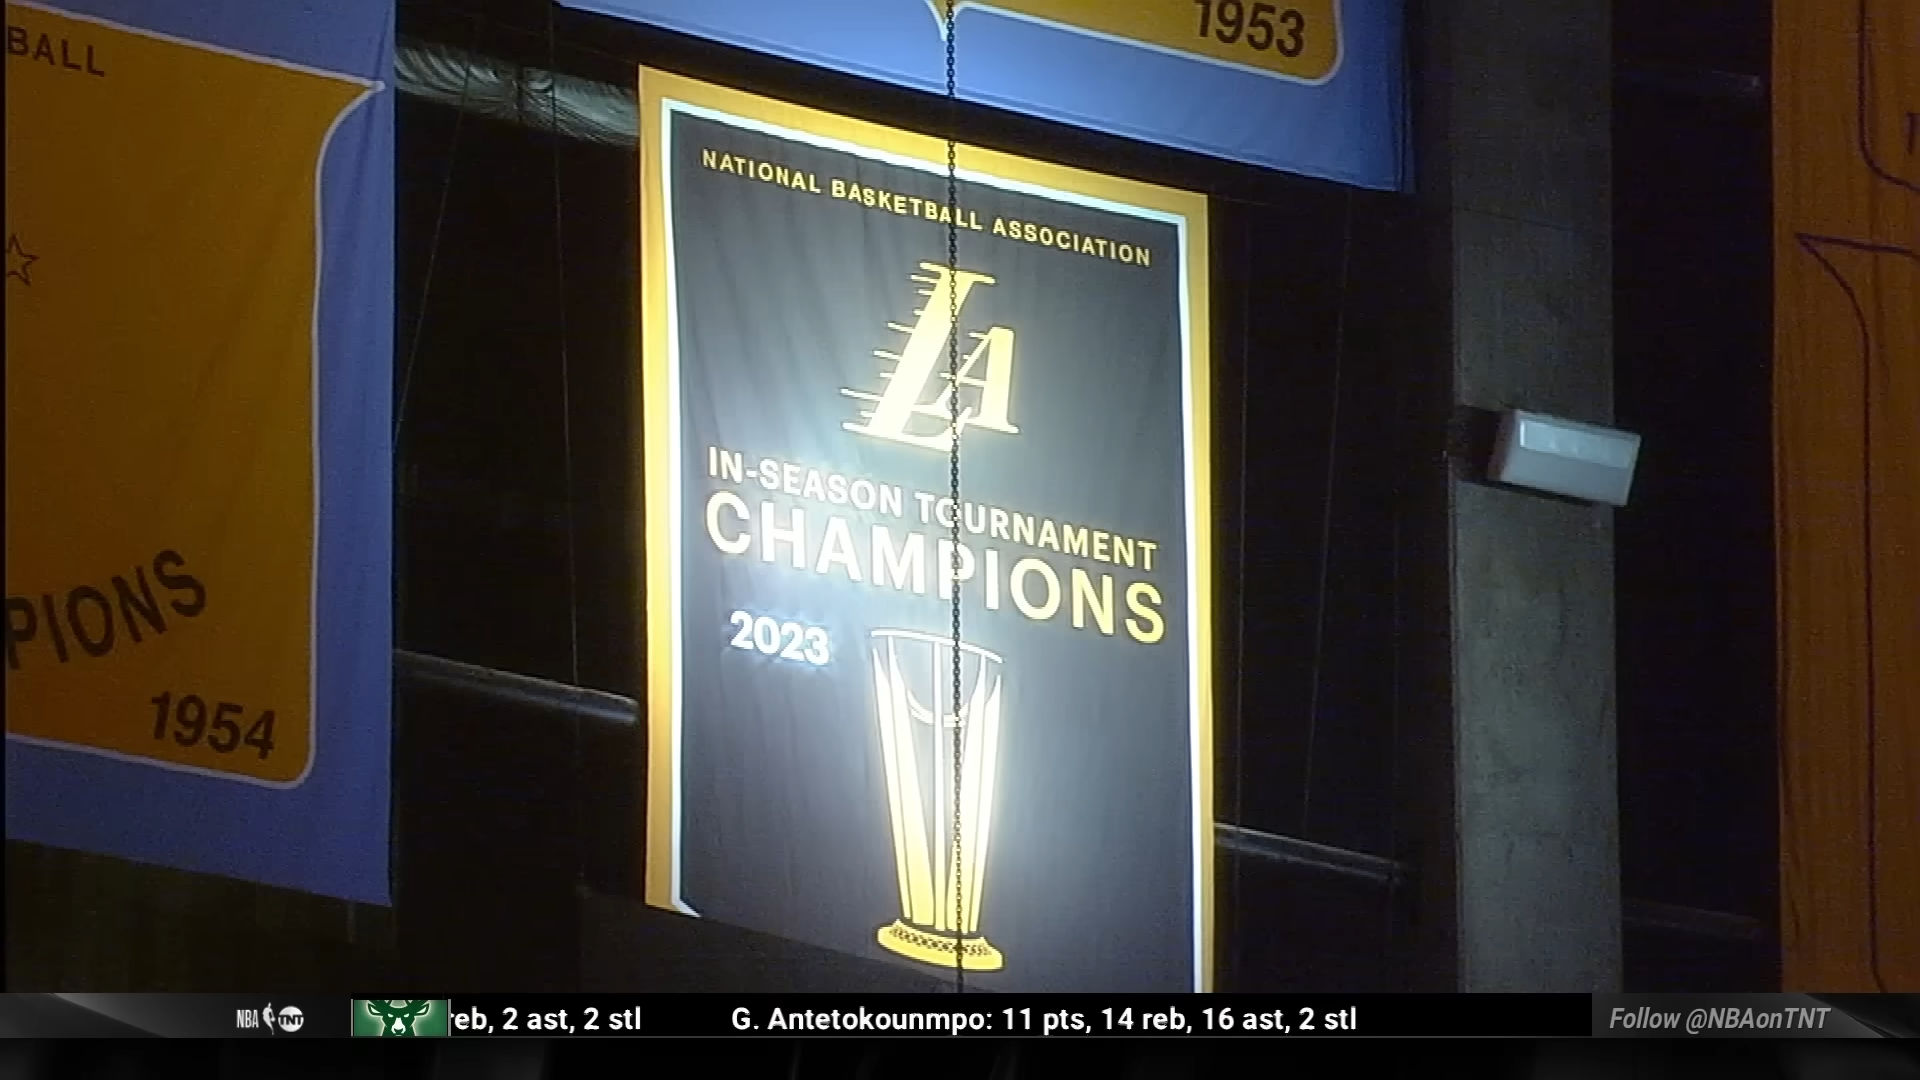 BALL
PIONS
1954
1953
NATIONAL BASKETBALL ASSOCIATION
LA
IN-SEASON TOURNAMENT
CHAMPIONS
2023
NBA TNT
reb, 2 ast, 2 stl
G. Antetokounmpo: 11 pts, 14 reb, 16 ast, 2 stl
Follow @NBAonTNT